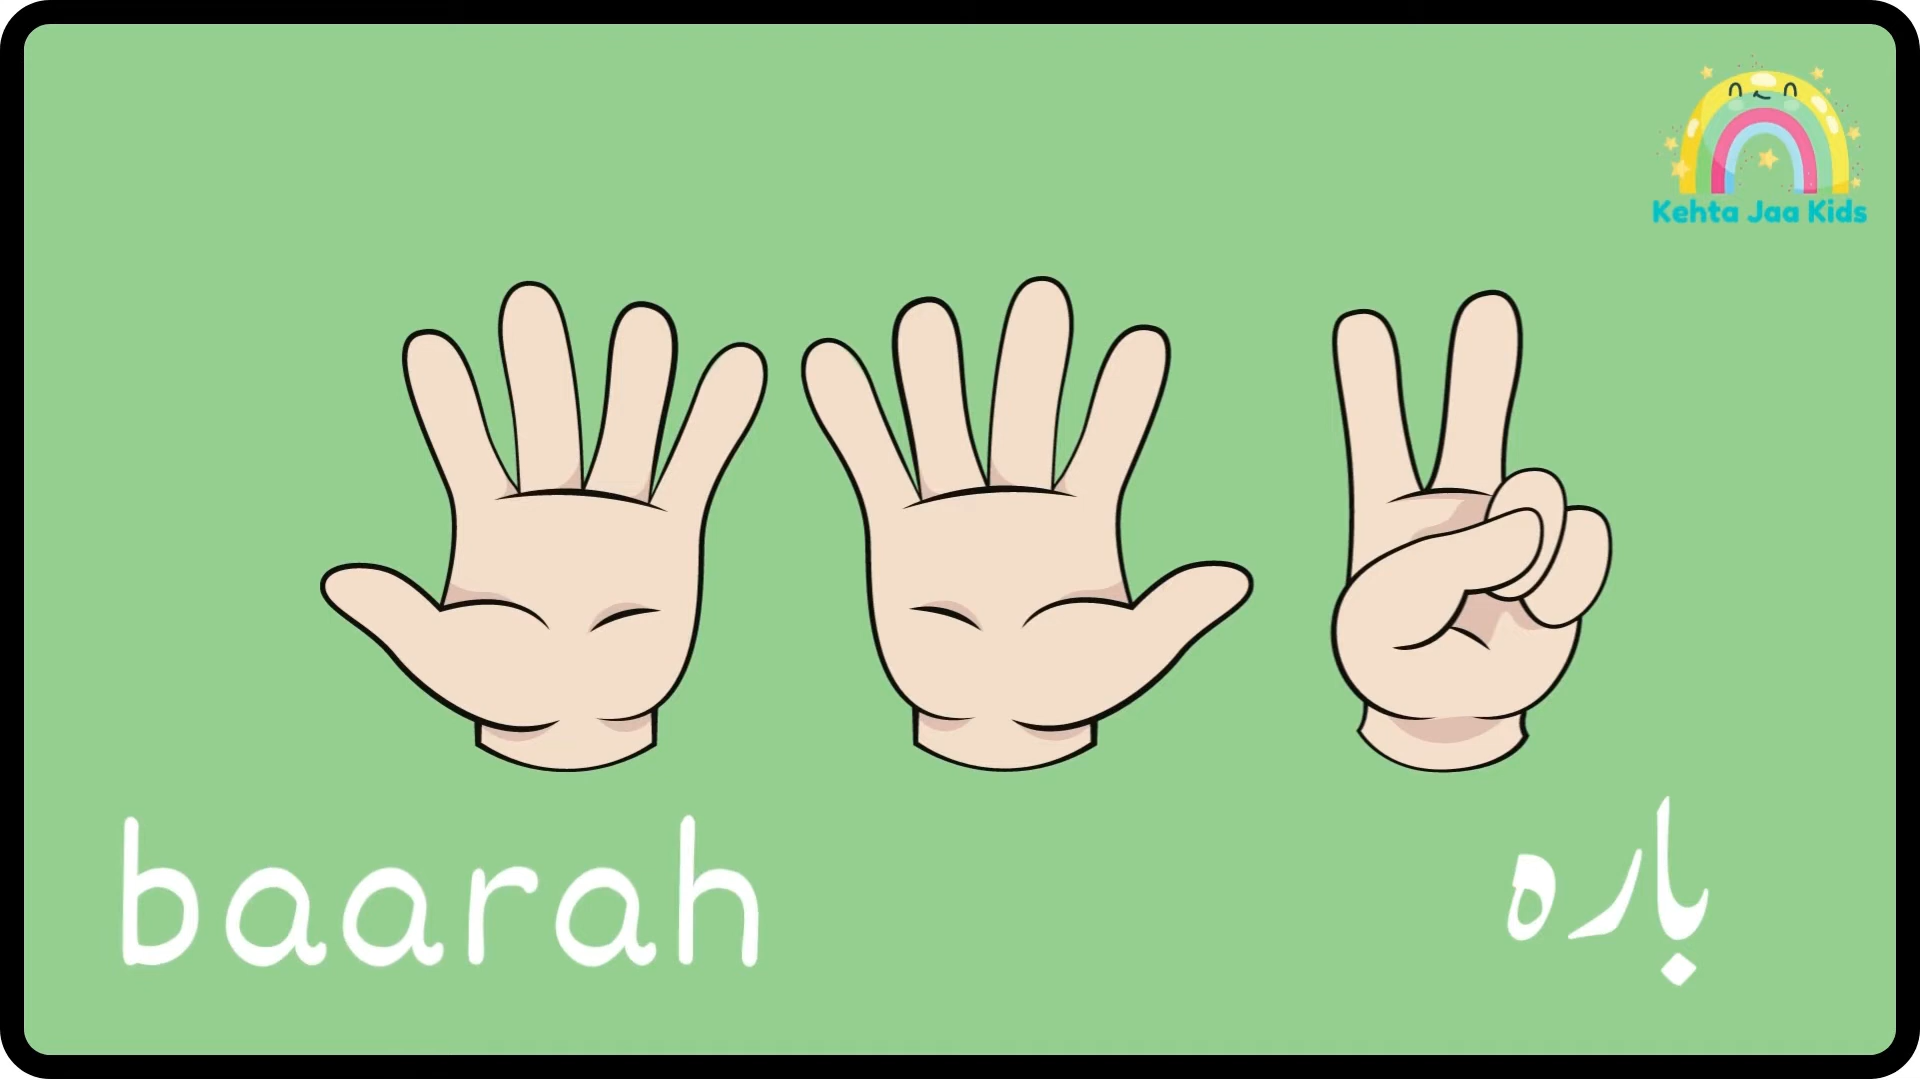 Kehta Jaa Kids
baarah
بارہ